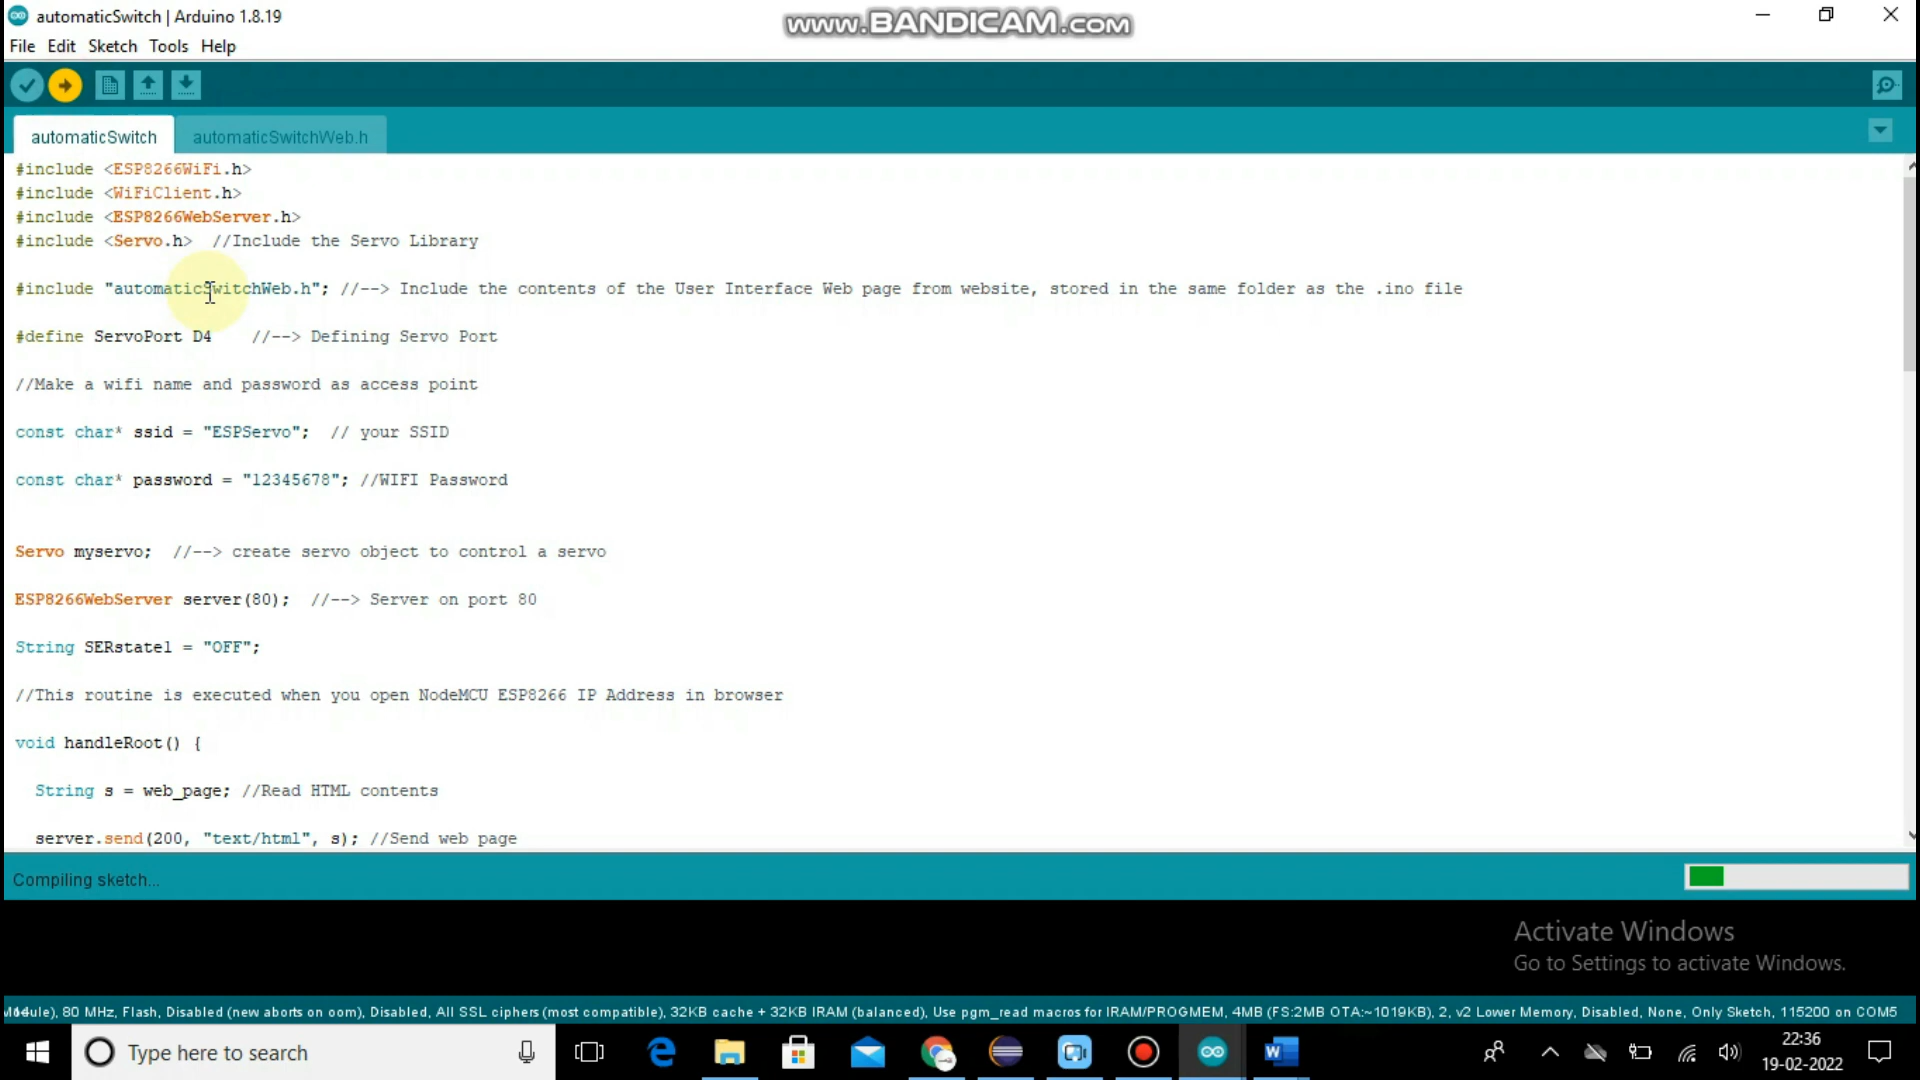 automaticSwitch | Arduino 1.8.19
www.BANDICAM.com
File Edit Sketch Tools Help
automaticSwitch automaticSwitchWeb.h
#include <ESP8266WiFi.h>
#include <WiFiClient.h>
#include <ESP8266WebServer.h>
#include <Servo.h>  //Include the Servo Library
#include "automaticSwitchWeb.h"; //--> Include the contents of the User Interface Web page from website, stored in the same folder as the .ino file
#define ServoPort D4    //--> Defining Servo Port
//Make a wifi name and password as access point
const char* ssid = "ESPServo";  // your SSID
const char* password = "12345678"; //WIFI Password
Servo myservo;  //--> create servo object to control a servo
ESP8266WebServer server(80);  //--> Server on port 80
String SERstate1 = "OFF";
//This routine is executed when you open NodeMCU ESP8266 IP Address in browser
void handleRoot() {
  String s = web_page; //Read HTML contents
  server.send(200, "text/html", s); //Send web page
Compiling sketch...
Activate Windows
Go to Settings to activate Windows.
Module), 80 MHz, Flash, Disabled (new aborts on oom), Disabled, All SSL ciphers (most compatible), 32KB cache + 32KB IRAM (balanced), Use pgm_read macros for IRAM/PROGMEM, 4MB (FS:2MB OTA:~1019KB), 2, v2 Lower Memory, Disabled, None, Only Sketch, 115200 on COM5
Type here to search
22:36
19-02-2022